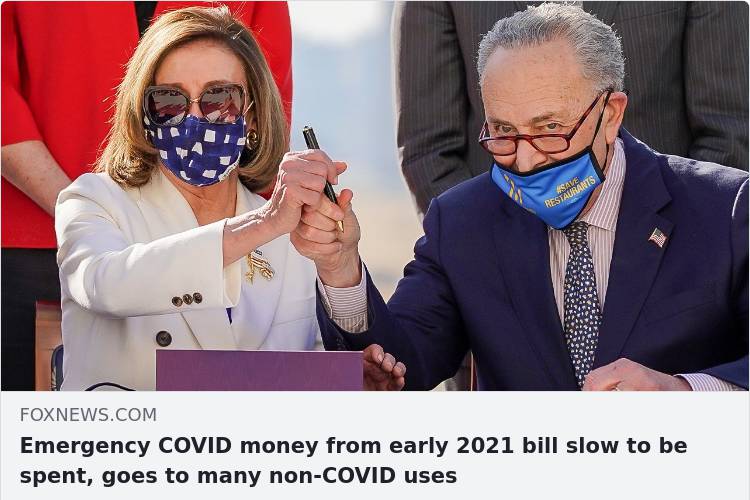 #SAVE
RESTAURANTS
FOXNEWS.COM
Emergency COVID money from early 2021 bill slow to be
spent, goes to many non-COVID uses